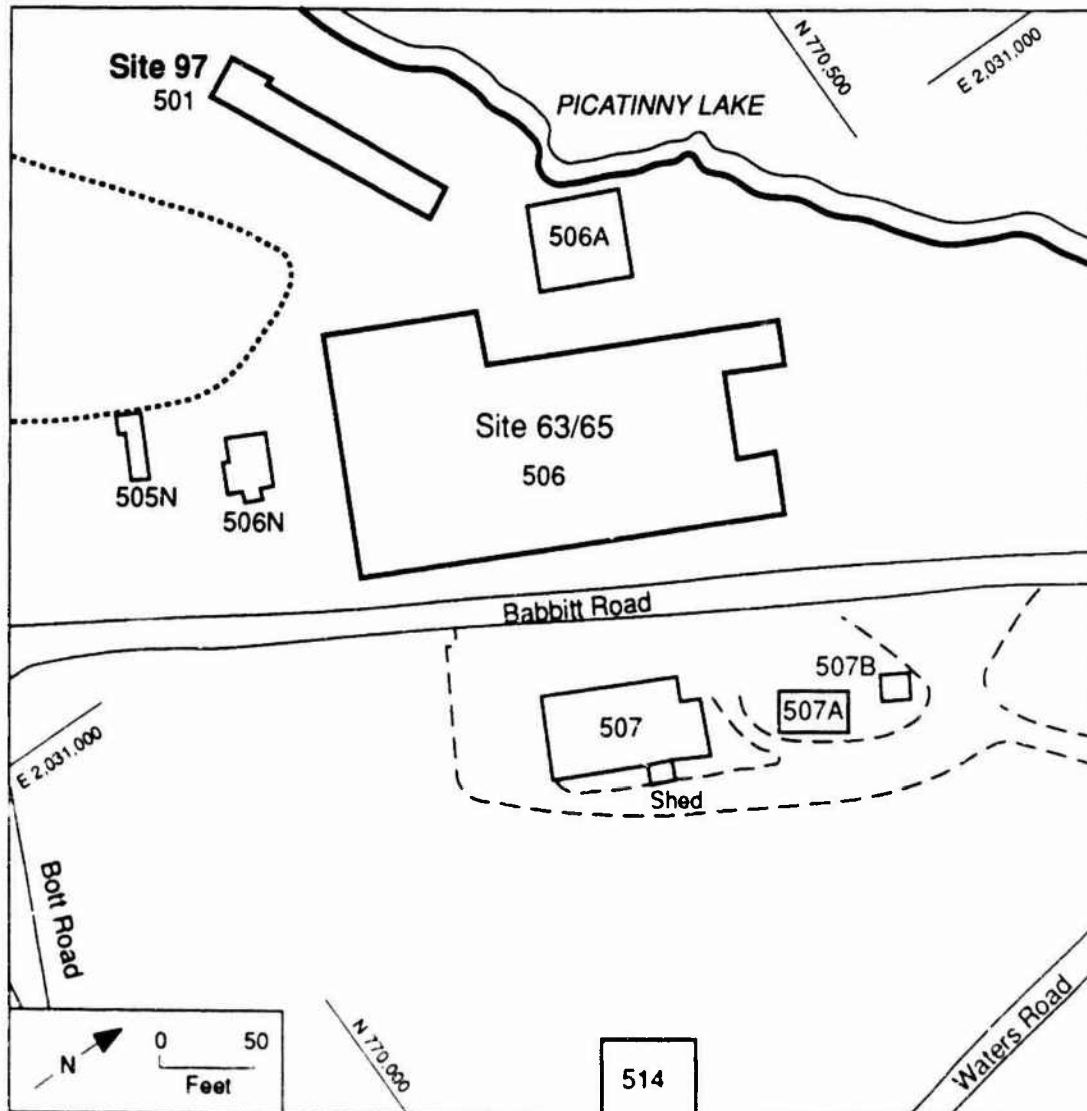 N 770,500
E 2,031,000
Site 97
501
PICATINNY LAKE
506A
Site 63/65
506
505N
506N
Babbitt Road
507B
507A
507
Shed
E 2,031,000
Bott Road
Waters Road
N 770,000
514
N
0 50
Feet